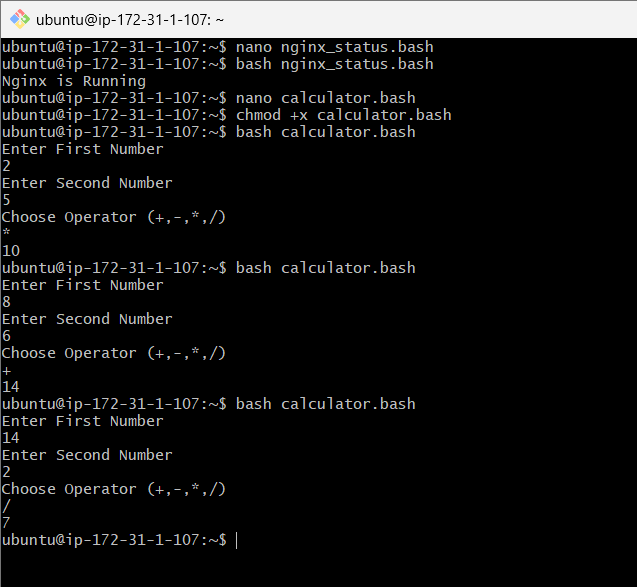 ubuntu@ip-172-31-1-107: ~
ubuntu@ip-172-31-1-107:~$ nano nginx_status.bash
ubuntu@ip-172-31-1-107:~$ bash nginx_status.bash
Nginx is Running
ubuntu@ip-172-31-1-107:~$ nano calculator.bash
ubuntu@ip-172-31-1-107:~$ chmod +x calculator.bash
ubuntu@ip-172-31-1-107:~$ bash calculator.bash
Enter First Number
2
Enter Second Number
5
Choose Operator (+,-,*,/)
*
10
ubuntu@ip-172-31-1-107:~$ bash calculator.bash
Enter First Number
8
Enter Second Number
6
Choose Operator (+,-,*,/)
+
14
ubuntu@ip-172-31-1-107:~$ bash calculator.bash
Enter First Number
14
Enter Second Number
2
Choose Operator (+,-,*,/)
/
7
ubuntu@ip-172-31-1-107:~$